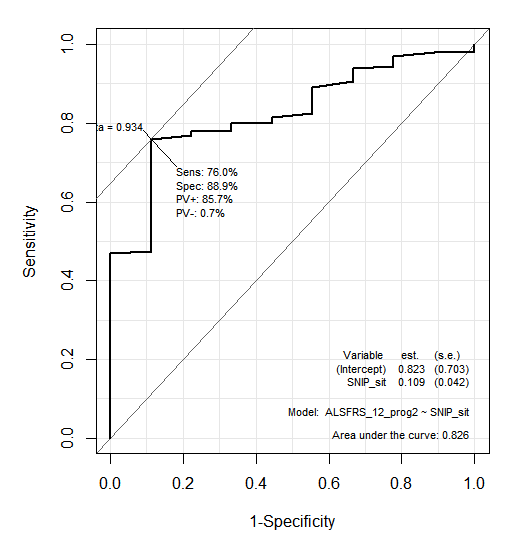 1.0
0.8
0.6
0.4
0.2
0.0
Sensitivity
ta = 0.934
Sens: 76.0%
Spec: 88.9%
PV+: 85.7%
PV-: 0.7%
Variable est. (s.e.)
(Intercept) 0.823 (0.703)
SNIP_sit 0.109 (0.042)
Model: ALSFRS_12_prog2 ~ SNIP_sit
Area under the curve: 0.826
0.0 0.2 0.4 0.6 0.8 1.0
1-Specificity